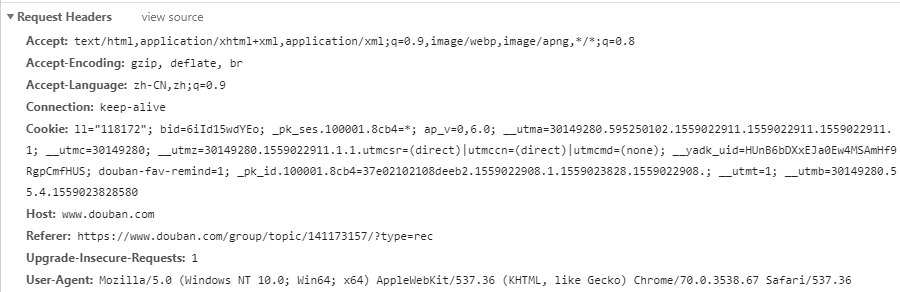 ▼Request Headers view source
Accept: text/html,application/xhtml+xml,application/xml;q=0.9,image/webp,image/apng,*/*;q=0.8
Accept-Encoding: gzip, deflate, br
Accept-Language: zh-CN,zh;q=0.9
Connection: keep-alive
Cookie: ll="118172"; bid=6iId15wdYEo; _pk_ses.100001.8cb4=*; ap_v=0,6.0; __utma=30149280.595250102.1559022911.1559022911.1559022911.
1; __utmc=30149280; __utmz=30149280.1559022911.1.1.utmcsr=(direct)|utmccn=(direct)|utmcmd=(none); __yadk_uid=HUnB6bDXxEJa0Ew4MSAmHf9
RgpCmfHUS; douban-fav-remind=1; _pk_id.100001.8cb4=37e02102108deeb2.1559022908.1.1559023828.1559022908.; __utmt=1; __utmb=30149280.5
5.4.1559023828580
Host: www.douban.com
Referer: https://www.douban.com/group/topic/141173157/?type=rec
Upgrade-Insecure-Requests: 1
User-Agent: Mozilla/5.0 (Windows NT 10.0; Win64; x64) AppleWebKit/537.36 (KHTML, like Gecko) Chrome/70.0.3538.67 Safari/537.36